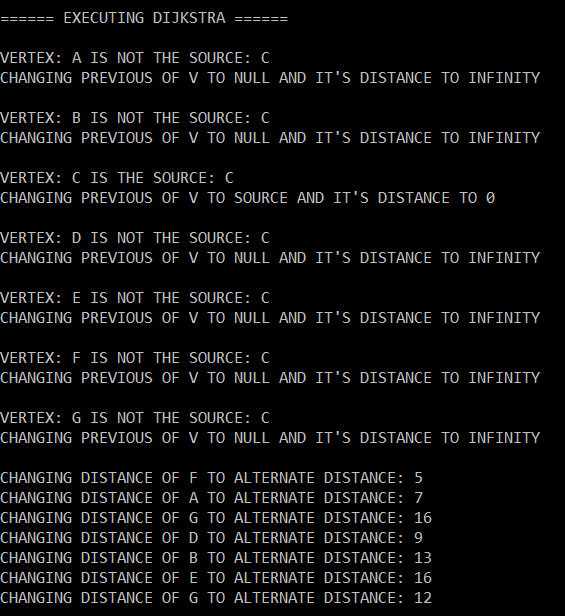 ====== EXECUTING DIJKSTRA ======
VERTEX: A IS NOT THE SOURCE: C
CHANGING PREVIOUS OF V TO NULL AND IT'S DISTANCE TO INFINITY
VERTEX: B IS NOT THE SOURCE: C
CHANGING PREVIOUS OF V TO NULL AND IT'S DISTANCE TO INFINITY
VERTEX: C IS THE SOURCE: C
CHANGING PREVIOUS OF V TO SOURCE AND IT'S DISTANCE TO 0
VERTEX: D IS NOT THE SOURCE: C
CHANGING PREVIOUS OF V TO NULL AND IT'S DISTANCE TO INFINITY
VERTEX: E IS NOT THE SOURCE: C
CHANGING PREVIOUS OF V TO NULL AND IT'S DISTANCE TO INFINITY
VERTEX: F IS NOT THE SOURCE: C
CHANGING PREVIOUS OF V TO NULL AND IT'S DISTANCE TO INFINITY
VERTEX: G IS NOT THE SOURCE: C
CHANGING PREVIOUS OF V TO NULL AND IT'S DISTANCE TO INFINITY
CHANGING DISTANCE OF F TO ALTERNATE DISTANCE: 5
CHANGING DISTANCE OF A TO ALTERNATE DISTANCE: 7
CHANGING DISTANCE OF G TO ALTERNATE DISTANCE: 16
CHANGING DISTANCE OF D TO ALTERNATE DISTANCE: 9
CHANGING DISTANCE OF B TO ALTERNATE DISTANCE: 13
CHANGING DISTANCE OF E TO ALTERNATE DISTANCE: 16
CHANGING DISTANCE OF G TO ALTERNATE DISTANCE: 12